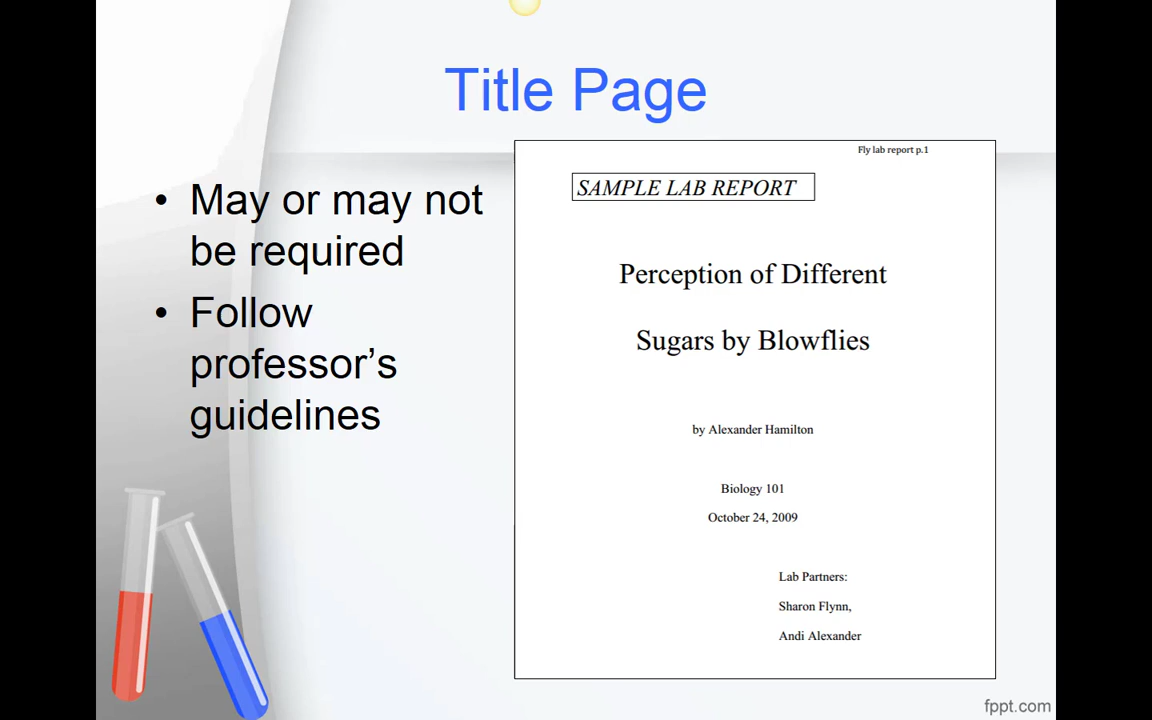 Title Page
• May or may not
be required
• Follow
professor’s
guidelines
Fly lab report p.1
SAMPLE LAB REPORT
Perception of Different
Sugars by Blowflies
by Alexander Hamilton
Biology 101
October 24, 2009
Lab Partners:
Sharon Flynn,
Andi Alexander
fppt.com